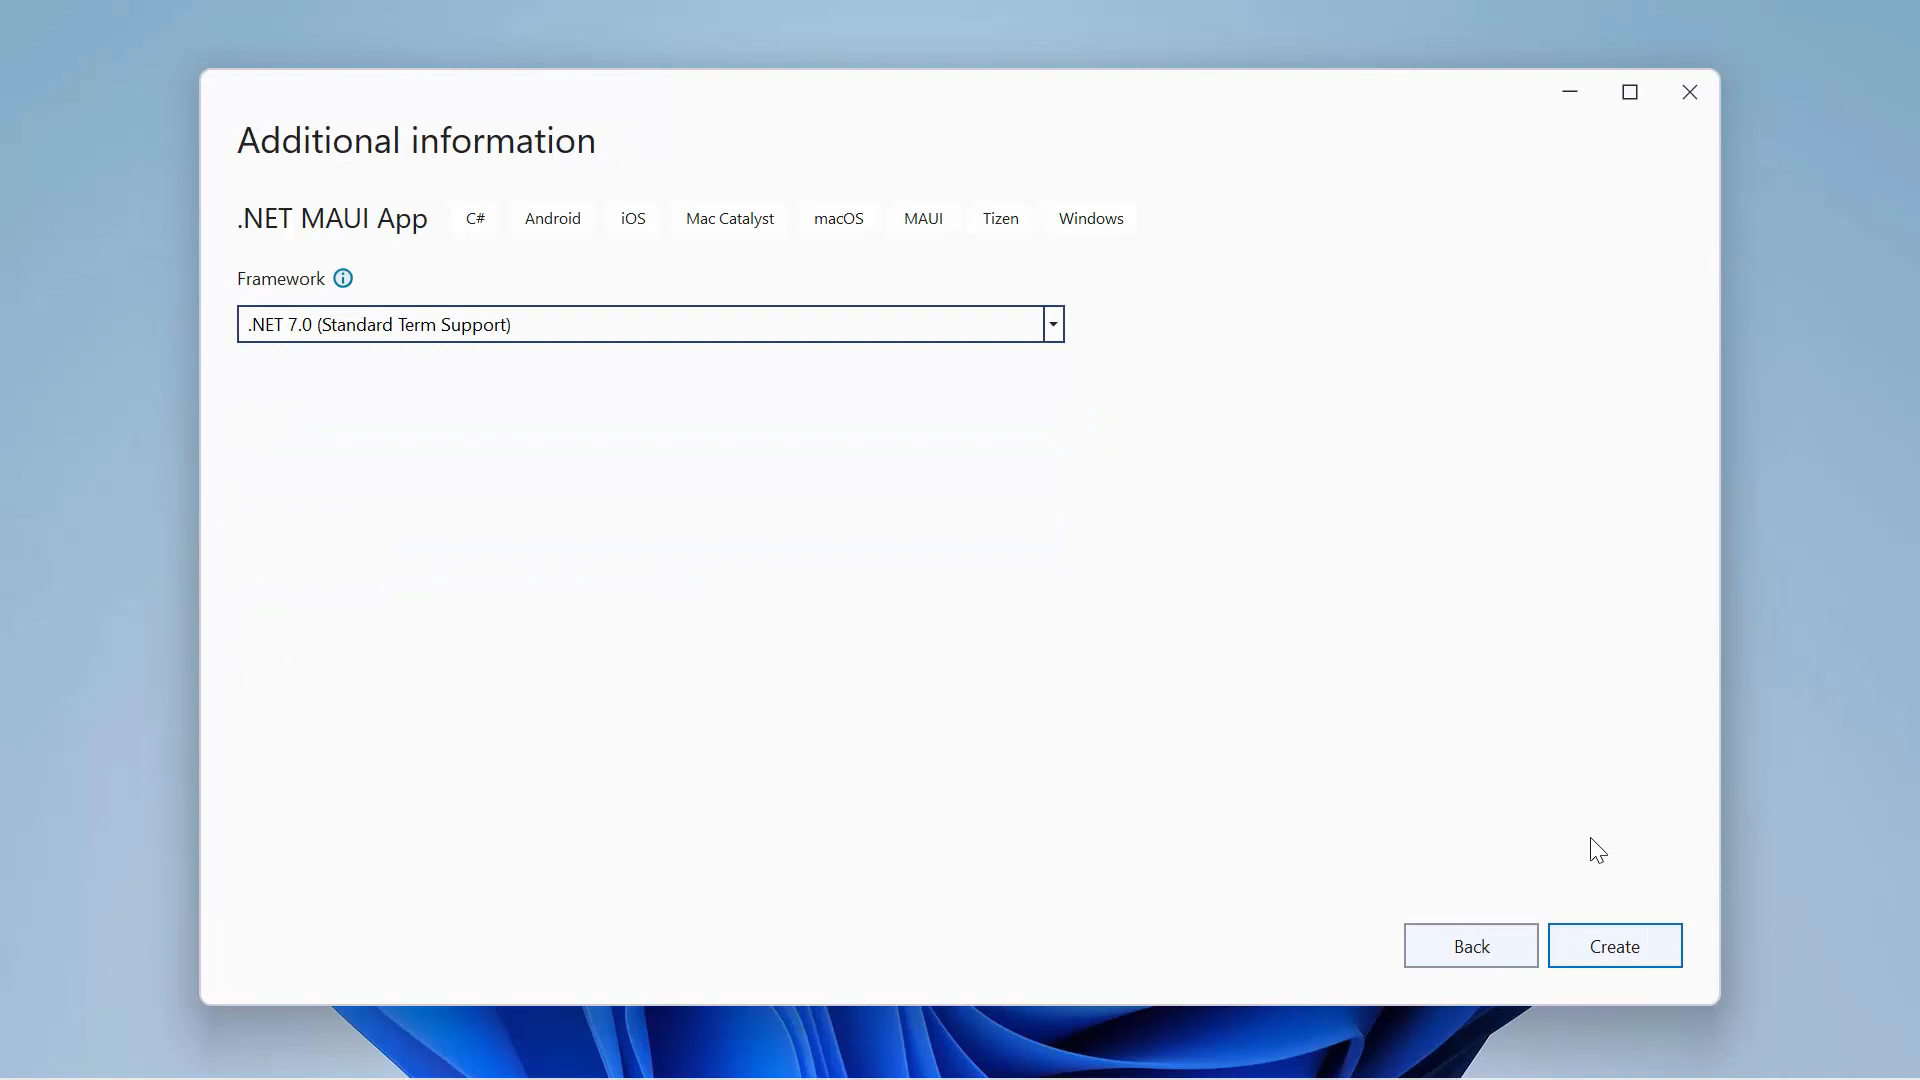 Additional information
.NET MAUI App C# Android iOS Mac Catalyst macOS MAUI Tizen Windows
Framework
.NET 7.0 (Standard Term Support)
Back Create